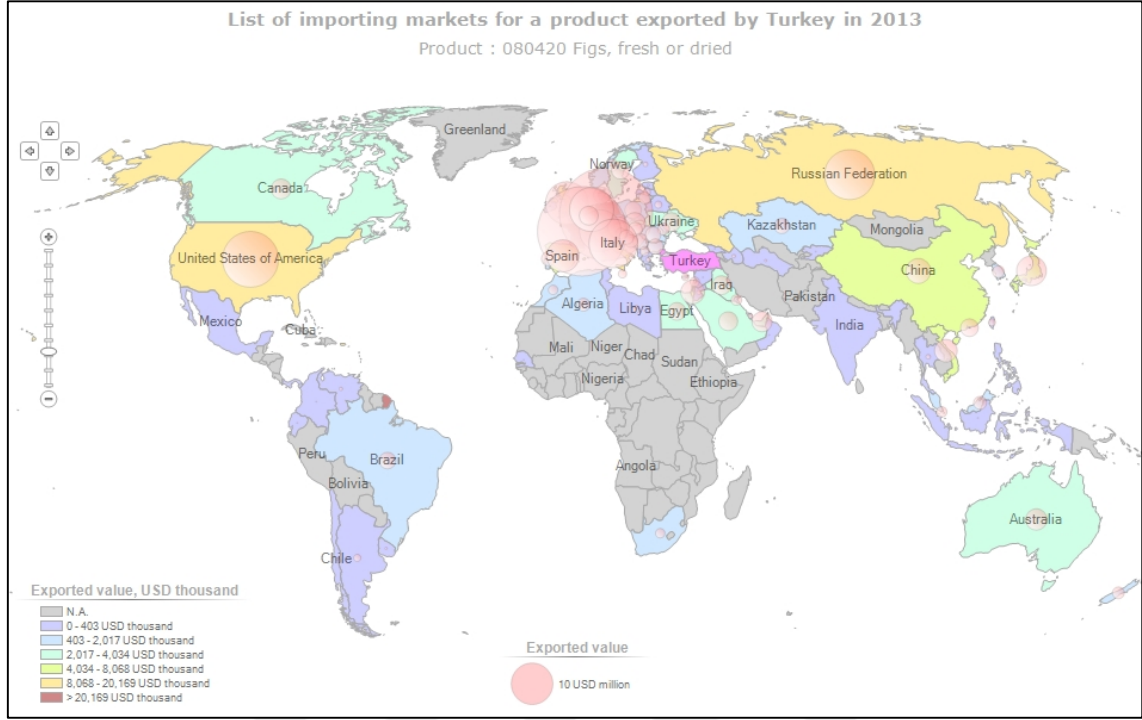 List of importing markets for a product exported by Turkey in 2013
Product : 080420 Figs, fresh or dried
Greenland
Norway
Canada
Russian Federation
Ukraine
Kazakhstan
Mongolia
United States of America
Spain
Italy
Turkey
China
Iraq
Pakistan
Mexico
Cuba
Algeria
Libya
Egypt
India
Mali
Niger
Chad
Sudan
Nigeria
Ethiopia
Peru
Brazil
Angola
Bolivia
Australia
Chile
Exported value, USD thousand
N.A.
0 - 403 USD thousand
403 - 2,017 USD thousand
2,017 - 4,034 USD thousand
4,034 - 8,068 USD thousand
8,068 - 20,169 USD thousand
> 20,169 USD thousand
Exported value
10 USD million